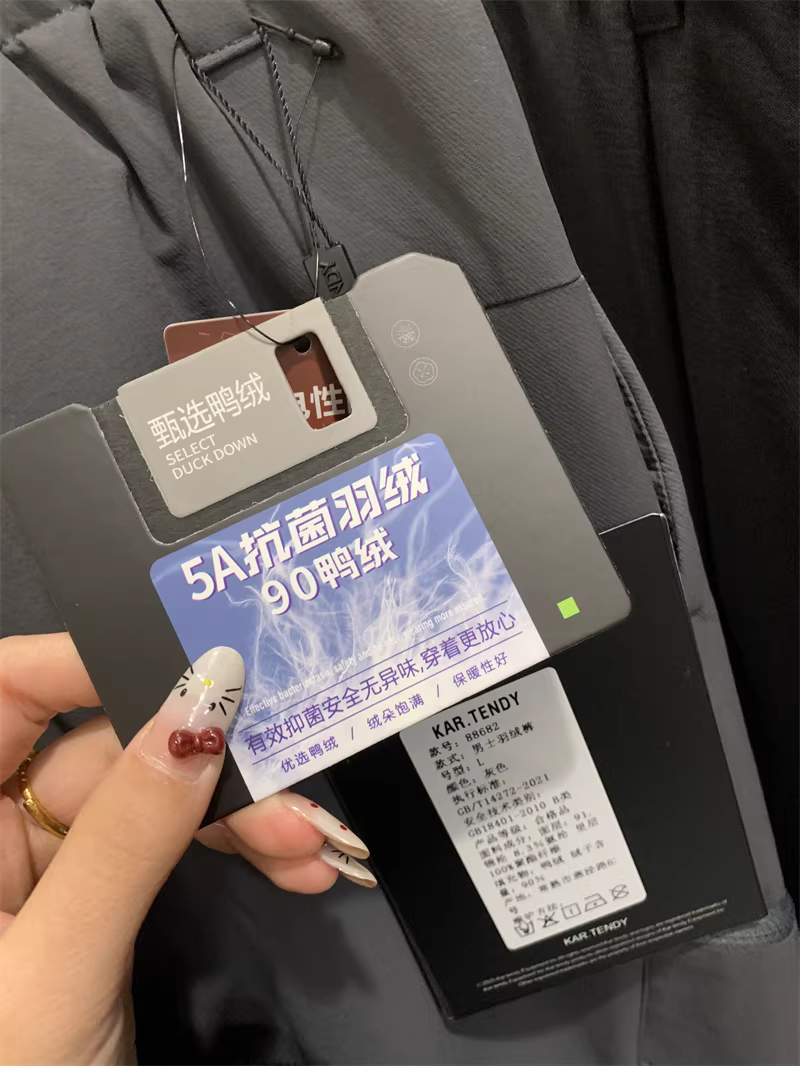 甄选鸭绒
SELECT
DUCK DOWN
男性
5A抗菌羽绒
90鸭绒
有效抑菌安全无异味,穿着更放心
优选鸭绒 / 绒朵饱满 / 保暖性好
KAR.TENDY
款号: 88682
款式: 男士羽绒裤
号型: L
颜色: 灰色
执行标准:
GB/T14272-2021
安全技术类别:
GB18401-2010 B类
产品等级: 合格品
面料成分: 面层: 91.
锦纶 8.3%氨纶 里层
100%聚酯纤维
填充物: 鸭绒 绒子含
量: 90%
产地:
号
KAR.TENDY